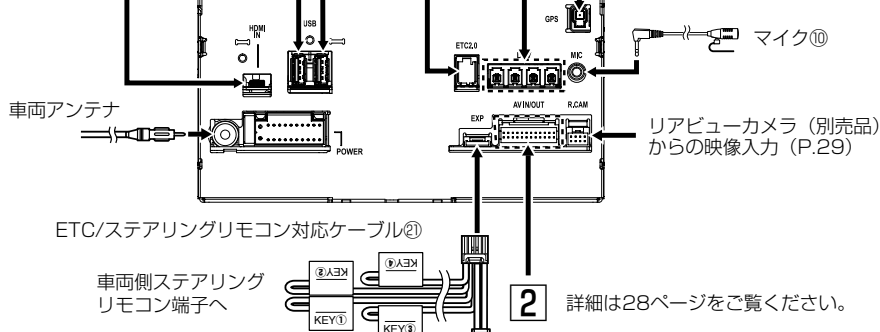 HDMI
IN
USB
GPS
ETC2.0
MIC
マイク⑩
車両アンテナ
EXP
AV IN/OUT
R.CAM
POWER
リアビューカメラ（別売品）
からの映像入力（P.29）
ETC/ステアリングリモコン対応ケーブル㉑
車両側ステアリング
リモコン端子へ
KEY②
KEY④
KEY①
KEY③
2 詳細は28ページをご覧ください。